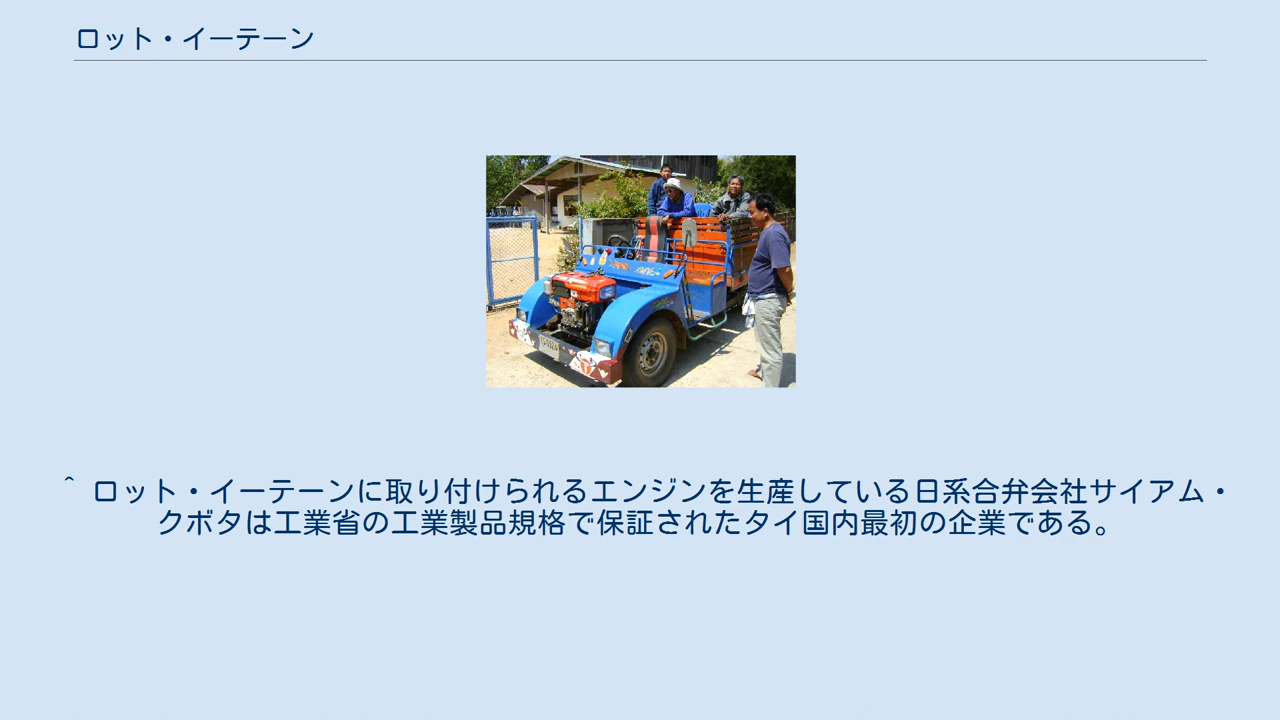 ロット・イーテーン
^ ロット・イーテーンに取り付けられるエンジンを生産している日系合弁会社サイアム・
クボタは工業省の工業製品規格で保証されたタイ国内最初の企業である。